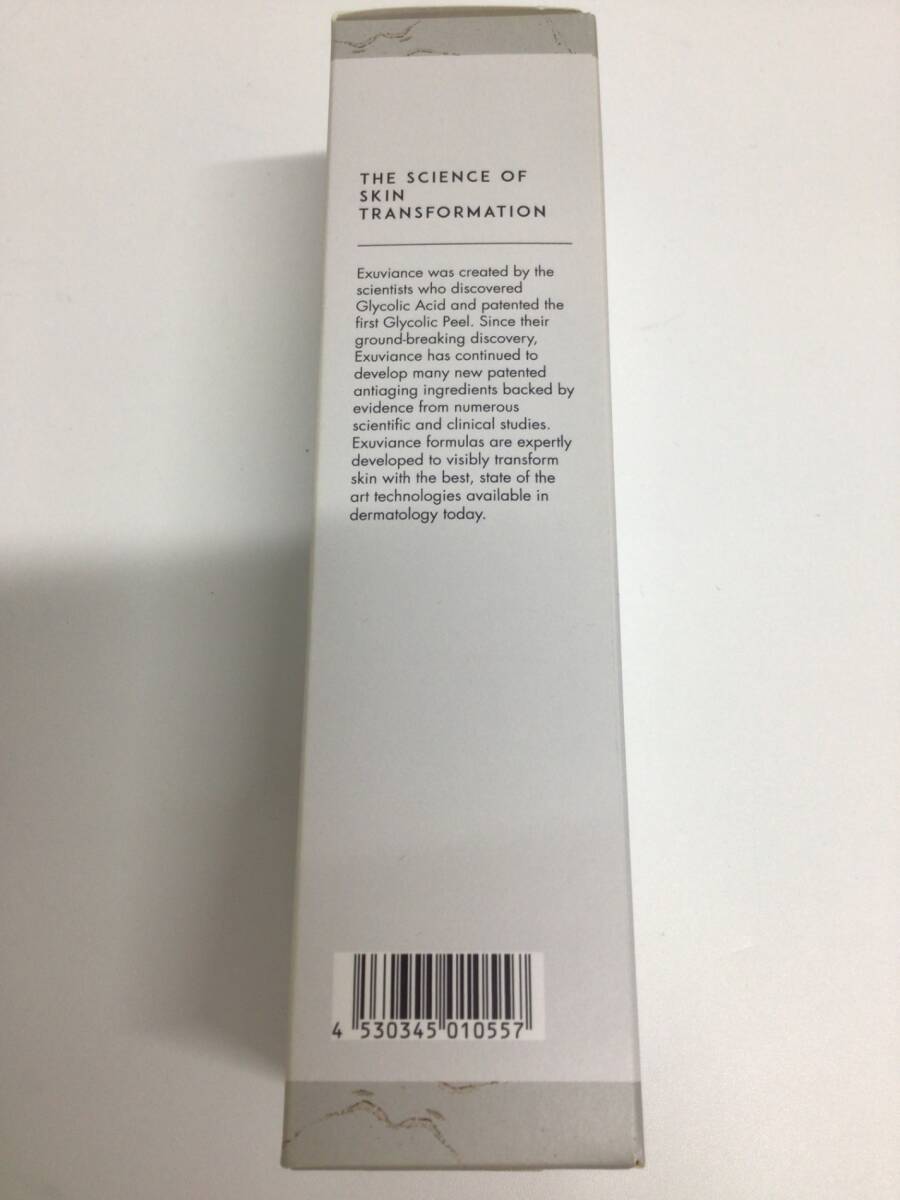 THE SCIENCE OF
SKIN
TRANSFORMATION
Exuviance was created by the
scientists who discovered
Glycolic Acid and patented the
first Glycolic Peel. Since their
ground-breaking discovery,
Exuviance has continued to
develop many new patented
antiaging ingredients backed by
evidence from numerous
scientific and clinical studies.
Exuviance formulas are expertly
developed to visibly transform
skin with the best, state of the
art technologies available in
dermatology today.
4 530345 010557